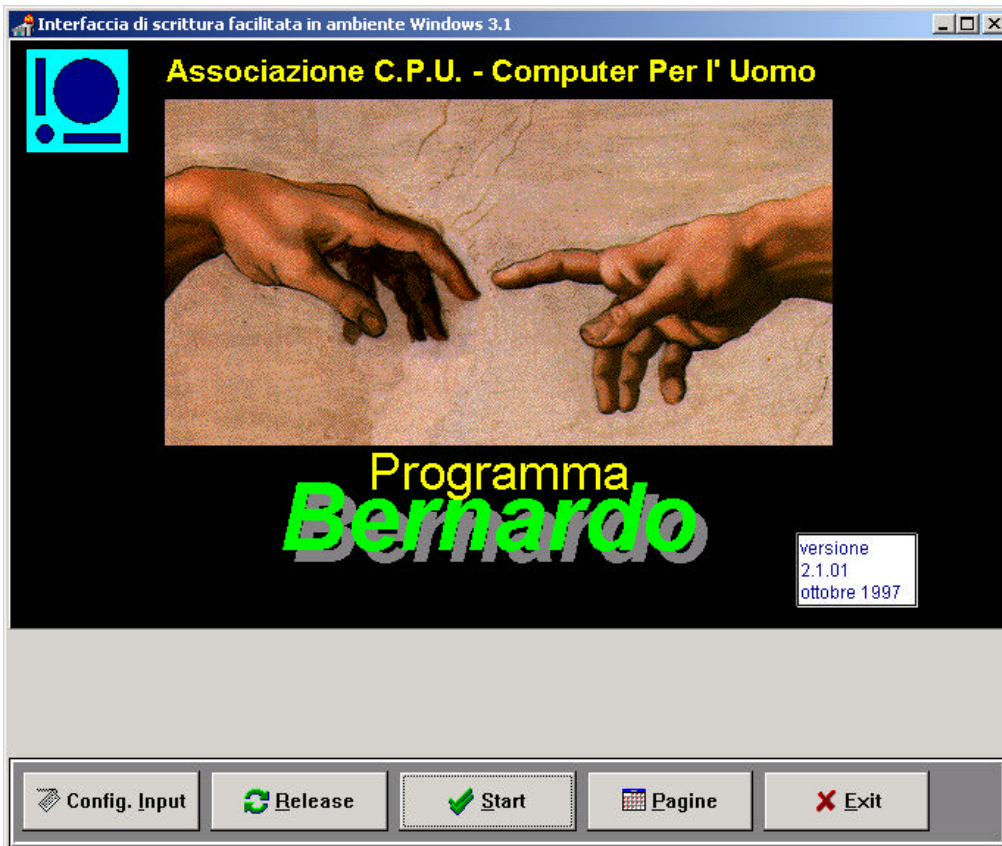 Interfaccia di scrittura facilitata in ambiente Windows 3.1
Associazione C.P.U. - Computer Per l' Uomo
Programma
Bernardo
versione
2.1.01
ottobre 1997
Config. Input
Release
Start
Pagine
Exit